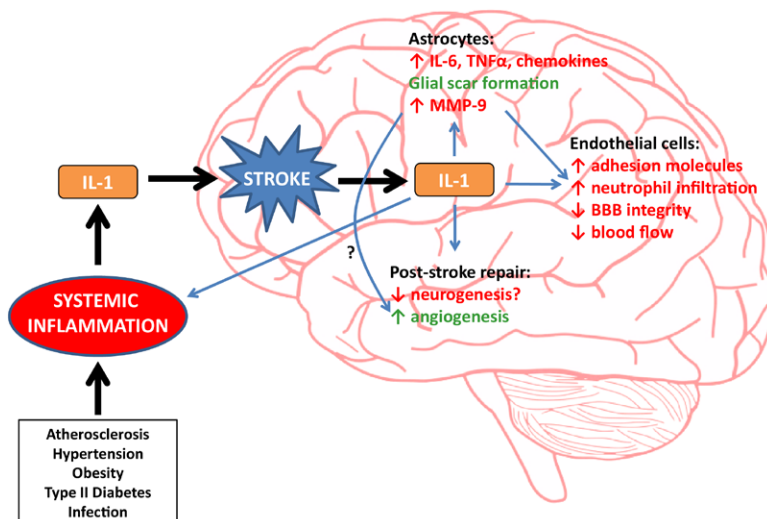 Astrocytes:
↑ IL-6, TNFα, chemokines
Glial scar formation
↑ MMP-9
Endothelial cells:
↑ adhesion molecules
↑ neutrophil infiltration
↓ BBB integrity
↓ blood flow
IL-1
STROKE
IL-1
?
Post-stroke repair:
↓ neurogenesis?
↑ angiogenesis
SYSTEMIC
INFLAMMATION
Atherosclerosis
Hypertension
Obesity
Type II Diabetes
Infection